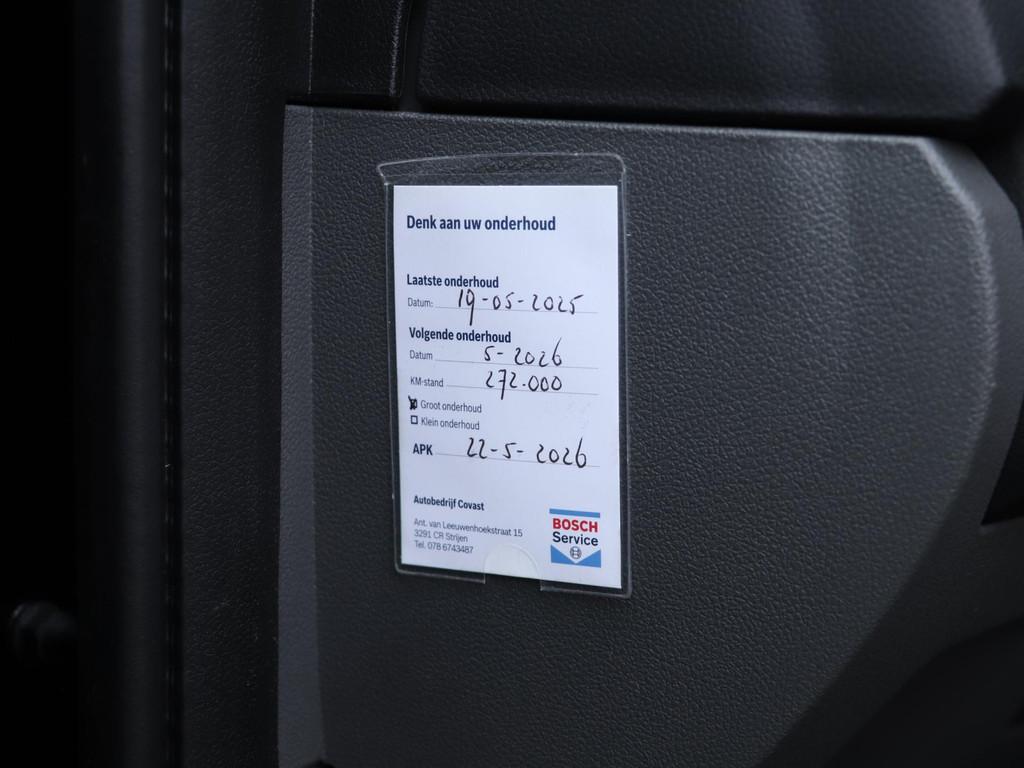 Denk aan uw onderhoud
Laatste onderhoud
Datum: 19-05-2025
Volgende onderhoud
Datum 5-2026
KM-stand 272.000
Groot onderhoud
Klein onderhoud
APK 22-5-2026
Autobedrijf Covast
Ant. van Leeuwenhoekstraat 15
3291 CR Strijen
Tel. 078 6743487
BOSCH
Service